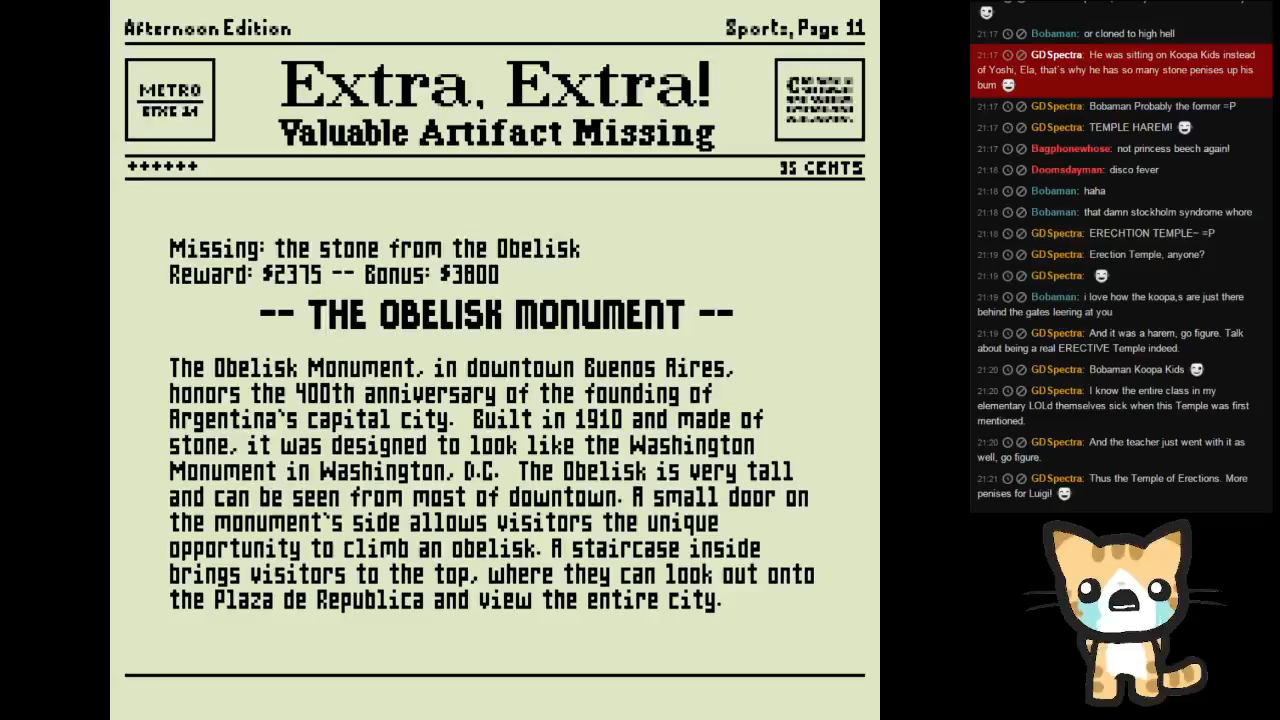 Afternoon Edition
Sports, Page 11
METRO
Extra, Extra!
Valuable Artifact Missing
++++++
35 CENTS
Missing: the stone from the Obelisk
Reward: $2375 -- Bonus: $3800
-- THE OBELISK MONUMENT --
The Obelisk Monument, in downtown Buenos Aires,
honors the 400th anniversary of the founding of
Argentina's capital city. Built in 1910 and made of
stone, it was designed to look like the Washington
Monument in Washington, D.C. The Obelisk is very tall
and can be seen from most of downtown. A small door on
the monument's side allows visitors the unique
opportunity to climb an obelisk. A staircase inside
brings visitors to the top, where they can look out onto
the Plaza de Republica and view the entire city.
21:17 Bobaman: or cloned to high hell
21:17 GDSpectra: He was sitting on Koopa Kids instead
of Yoshi, Ela, that's why he has so many stone penises up his
bum
21:17 GDSpectra: Bobaman Probably the former =P
21:17 GDSpectra: TEMPLE HAREM!
21:17 Bagphonewhose: not princess beech again!
21:18 Doomsdayman: disco fever
21:18 Bobaman: haha
21:18 Bobaman: that damn stockholm syndrome whore
21:18 GDSpectra: ERECHTION TEMPLE~ =P
21:19 GDSpectra: Erection Temple, anyone?
21:19 GDSpectra:
21:19 Bobaman: i love how the koopa,s are just there
behind the gates leering at you
21:19 GDSpectra: And it was a harem, go figure. Talk
about being a real ERECTIVE Temple indeed.
21:20 GDSpectra: Bobaman Koopa Kids
21:20 GDSpectra: I know the entire class in my
elementary LOLd themselves sick when this Temple was first
mentioned.
21:20 GDSpectra: And the teacher just went with it as
well, go figure.
21:21 GDSpectra: Thus the Temple of Erections. More
penises for Luigi!